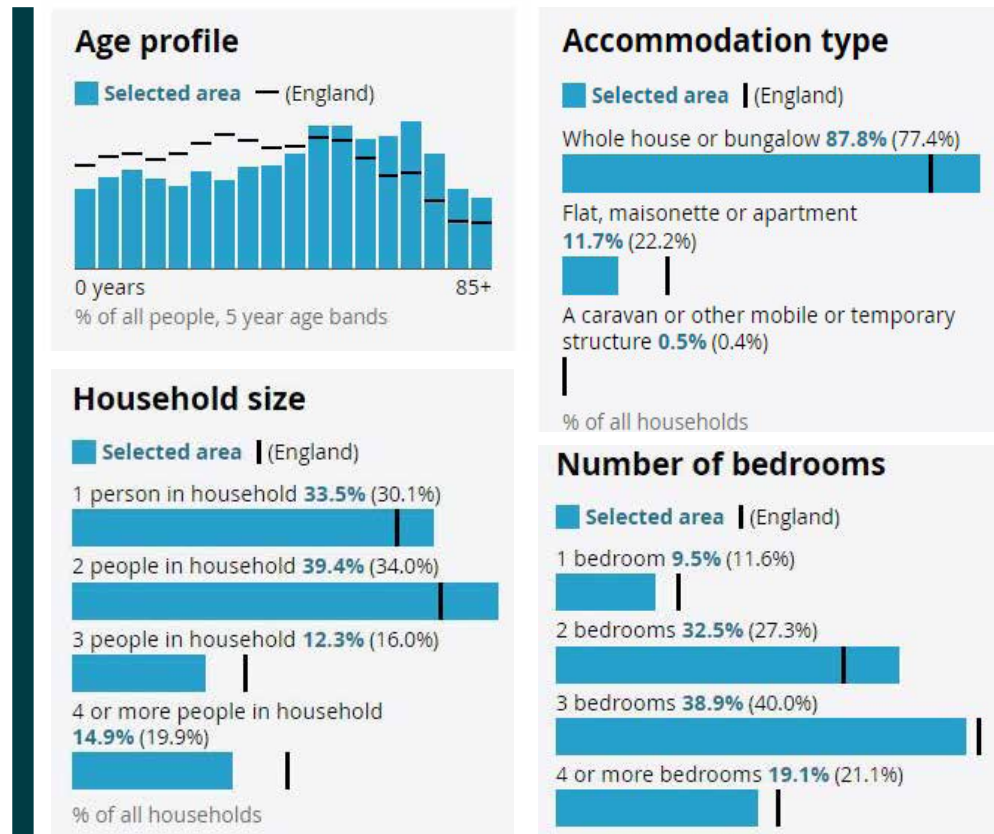 Age profile
Selected area (England)
0 years 85+
% of all people, 5 year age bands
Household size
Selected area (England)
1 person in household 33.5% (30.1%)
2 people in household 39.4% (34.0%)
3 people in household 12.3% (16.0%)
4 or more people in household
14.9% (19.9%)
% of all households
Accommodation type
Selected area (England)
Whole house or bungalow 87.8% (77.4%)
Flat, maisonette or apartment
11.7% (22.2%)
A caravan or other mobile or temporary
structure 0.5% (0.4%)
% of all households
Number of bedrooms
Selected area (England)
1 bedroom 9.5% (11.6%)
2 bedrooms 32.5% (27.3%)
3 bedrooms 38.9% (40.0%)
4 or more bedrooms 19.1% (21.1%)